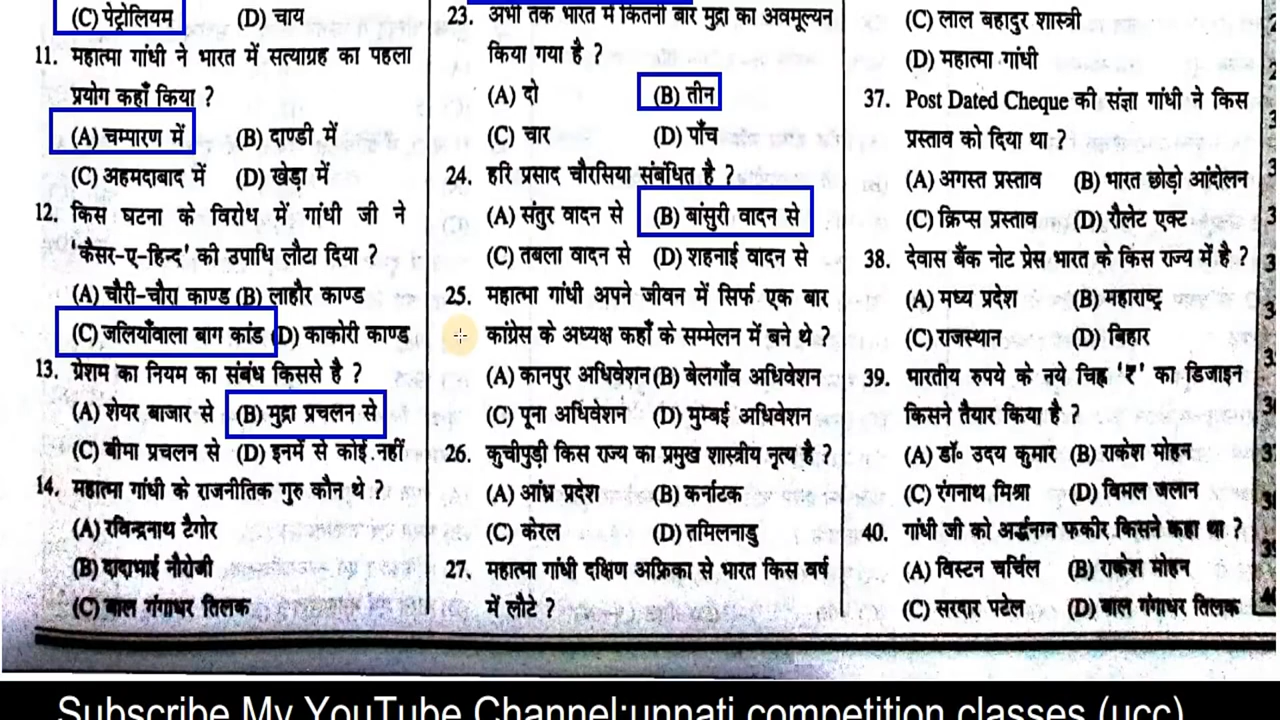 (C) पेट्रोलियम (D) चाय
11. महात्मा गांधी ने भारत में सत्याग्रह का पहला
प्रयोग कहाँ किया ?
(A) चम्पारण में (B) दाण्डी में
(C) अहमदाबाद में (D) खेड़ा में
12. किस घटना के विरोध में गांधी जी ने
'कैसर-ए-हिन्द' की उपाधि लौटा दिया ?
(A) चौरी-चौरा काण्ड (B) लाहौर काण्ड
(C) जलियाँवाला बाग कांड (D) काकोरी काण्ड
13. प्रेशम का नियम का संबंध किससे है ?
(A) शेयर बाजार से (B) मुद्रा प्रचलन से
(C) बीमा प्रचलन से (D) इनमें से कोई नहीं
14. महात्मा गांधी के राजनीतिक गुरु कौन थे ?
(A) रविन्द्रनाथ टैगोर
(B) दादाभाई नौरोजी
(C) बाल गंगाधर तिलक
23. अभी तक भारत में कितनी बार मुद्रा का अवमूल्यन
किया गया है ?
(A) दो (B) तीन
(C) चार (D) पाँच
24. हरि प्रसाद चौरसिया संबंधित है ?
(A) संतुर वादन से (B) बांसुरी वादन से
(C) तबला वादन से (D) शहनाई वादन से
25. महात्मा गांधी अपने जीवन में सिर्फ एक बार
कांग्रेस के अध्यक्ष कहाँ के सम्मेलन में बने थे ?
(A) कानपुर अधिवेशन (B) बेलगाँव अधिवेशन
(C) पूना अधिवेशन (D) मुम्बई अधिवेशन
26. कुचीपुड़ी किस राज्य का प्रमुख शास्त्रीय नृत्य है ?
(A) आंध्र प्रदेश (B) कर्नाटक
(C) केरल (D) तमिलनाडु
27. महात्मा गांधी दक्षिण अफ्रिका से भारत किस वर्ष
में लौटे ?
(C) लाल बहादुर शास्त्री
(D) महात्मा गांधी
37. Post Dated Cheque की संज्ञा गांधी ने किस
प्रस्ताव को दिया था ?
(A) अगस्त प्रस्ताव (B) भारत छोड़ो आंदोलन
(C) क्रिप्स प्रस्ताव (D) रौलेट एक्ट
38. देवास बैंक नोट प्रेस भारत के किस राज्य में है ?
(A) मध्य प्रदेश (B) महाराष्ट्र
(C) राजस्थान (D) बिहार
39. भारतीय रुपये के नये चिह्न '₹' का डिजाइन
किसने तैयार किया है ?
(A) डॉ॰ उदय कुमार (B) राकेश मोहन
(C) रंगनाथ मिश्रा (D) बिमल जालान
40. गांधी जी को अर्द्धनग्न फकीर किसने कहा था ?
(A) विस्टन चर्चिल (B) राकेश मोहन
(C) सरदार पटेल (D) बाल गंगाधर तिलक
Subscribe My YouTube Channel:unnati competition classes (ucc)